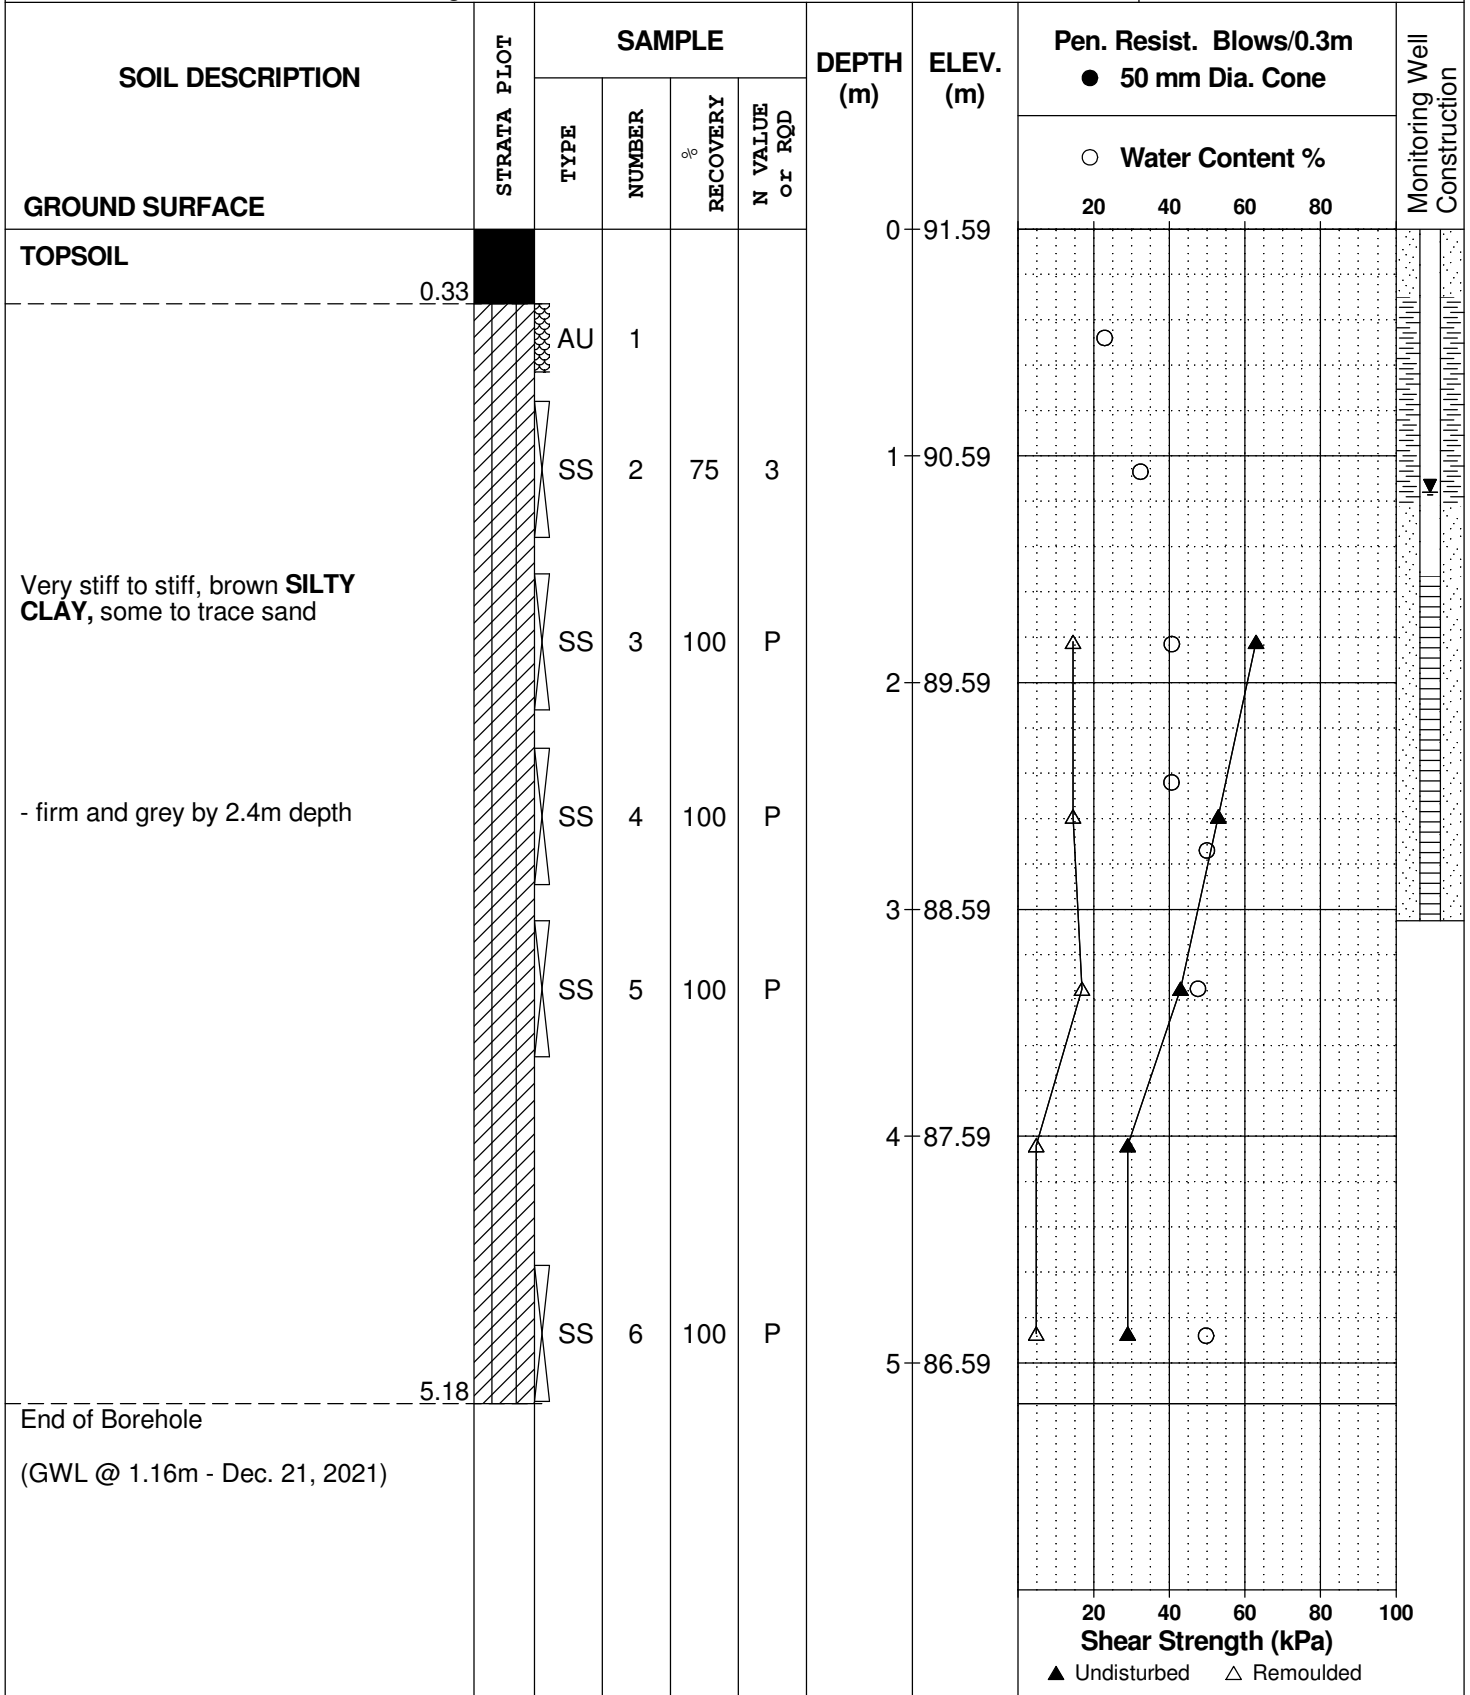 SOIL DESCRIPTION
GROUND SURFACE
STRATA PLOT
SAMPLE
TYPE
NUMBER
%
RECOVERY
N VALUE
or RQD
DEPTH
(m)
ELEV.
(m)
Pen. Resist. Blows/0.3m
● 50 mm Dia. Cone
○ Water Content %
20 40 60 80
Monitoring Well
Construction
0 91.59
TOPSOIL
0.33
AU 1
1 90.59
SS 2 75 3
Very stiff to stiff, brown SILTY
CLAY, some to trace sand
SS 3 100 P
2 89.59
- firm and grey by 2.4m depth
SS 4 100 P
3 88.59
SS 5 100 P
4 87.59
SS 6 100 P
5 86.59
5.18
End of Borehole
(GWL @ 1.16m - Dec. 21, 2021)
20 40 60 80 100
Shear Strength (kPa)
▲ Undisturbed △ Remoulded